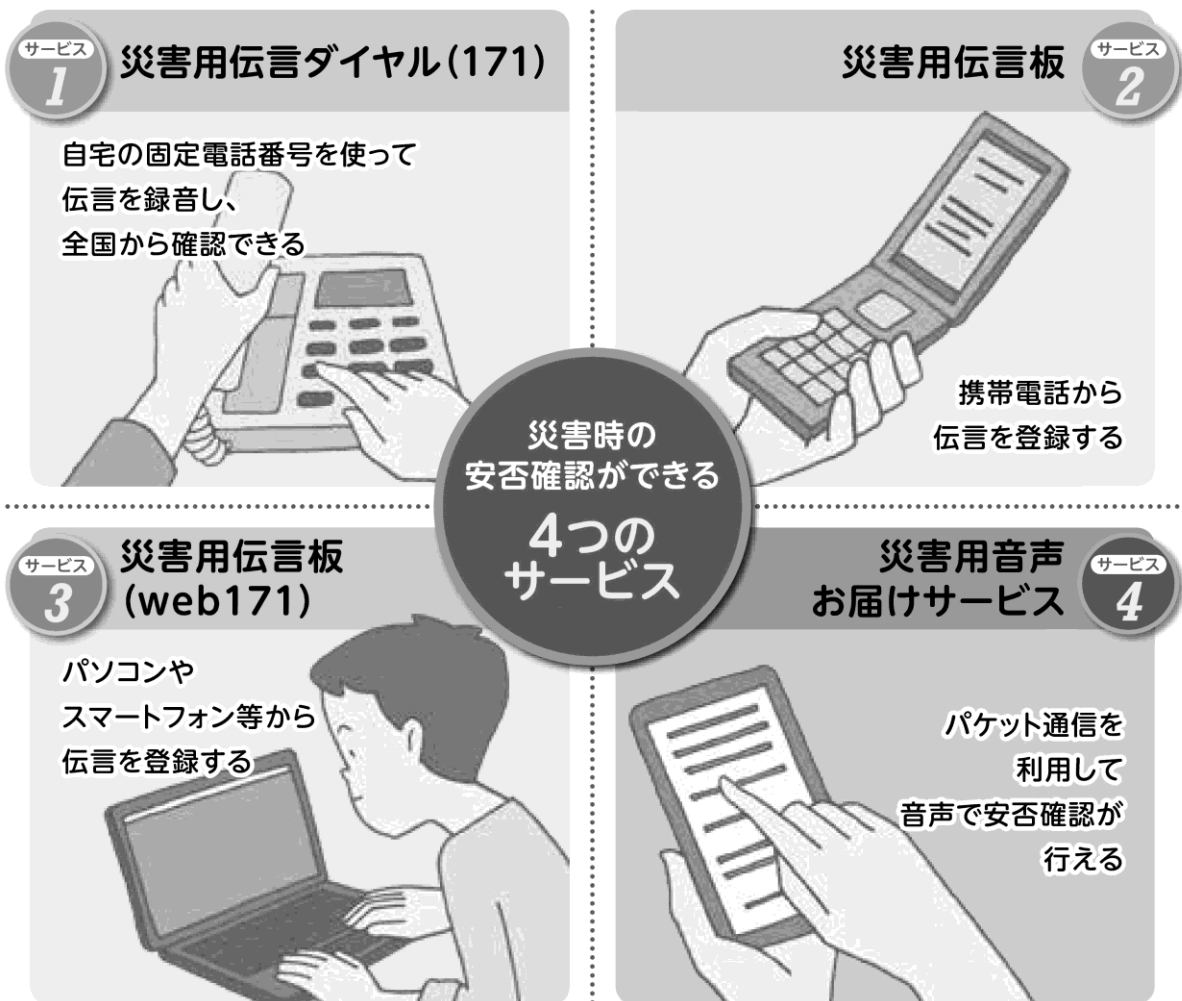 サービス
1
災害用伝言ダイヤル(171)
自宅の固定電話番号を使って
伝言を録音し、
全国から確認できる
災害用伝言板
サービス
2
携帯電話から
伝言を登録する
災害時の
安否確認ができる
4つの
サービス
サービス
3
災害用伝言板
(web171)
パソコンや
スマートフォン等から
伝言を登録する
災害用音声
お届けサービス
サービス
4
パケット通信を
利用して
音声で安否確認が
行える